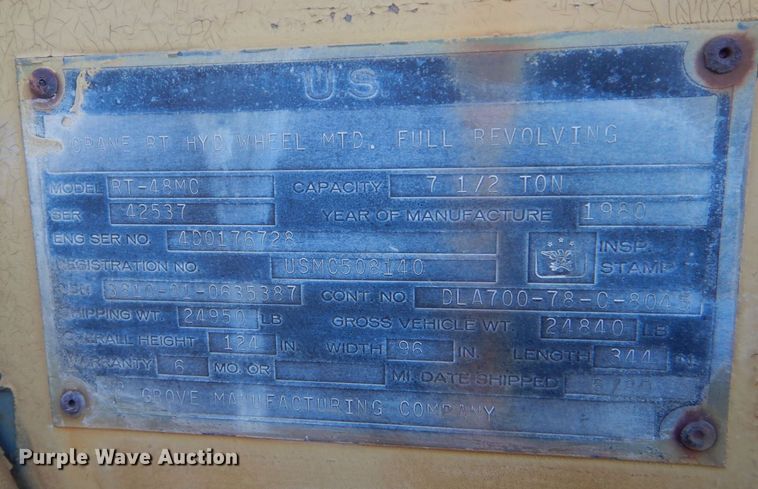 U.S.
CRANE RT HYD WHEEL MTD. FULL REVOLVING
MODEL RT-48MC CAPACITY 7 1/2 TON
SER 42537 YEAR OF MANUFACTURE 1980
ENG SER NO. 4D0176728 INSP. STAMP
REGISTRATION NO. USMC508140
CONT. NO. DLA700-78-C-8045
SHIPPING WT. 24950 LB GROSS VEHICLE WT. 24840 LB
OVERALL HEIGHT 124 IN. WIDTH 96 IN. LENGTH 344 IN.
WARRANTY 6 MO. OR MI. DATE SHIPPED
GROVE MANUFACTURING COMPANY
Purple Wave Auction